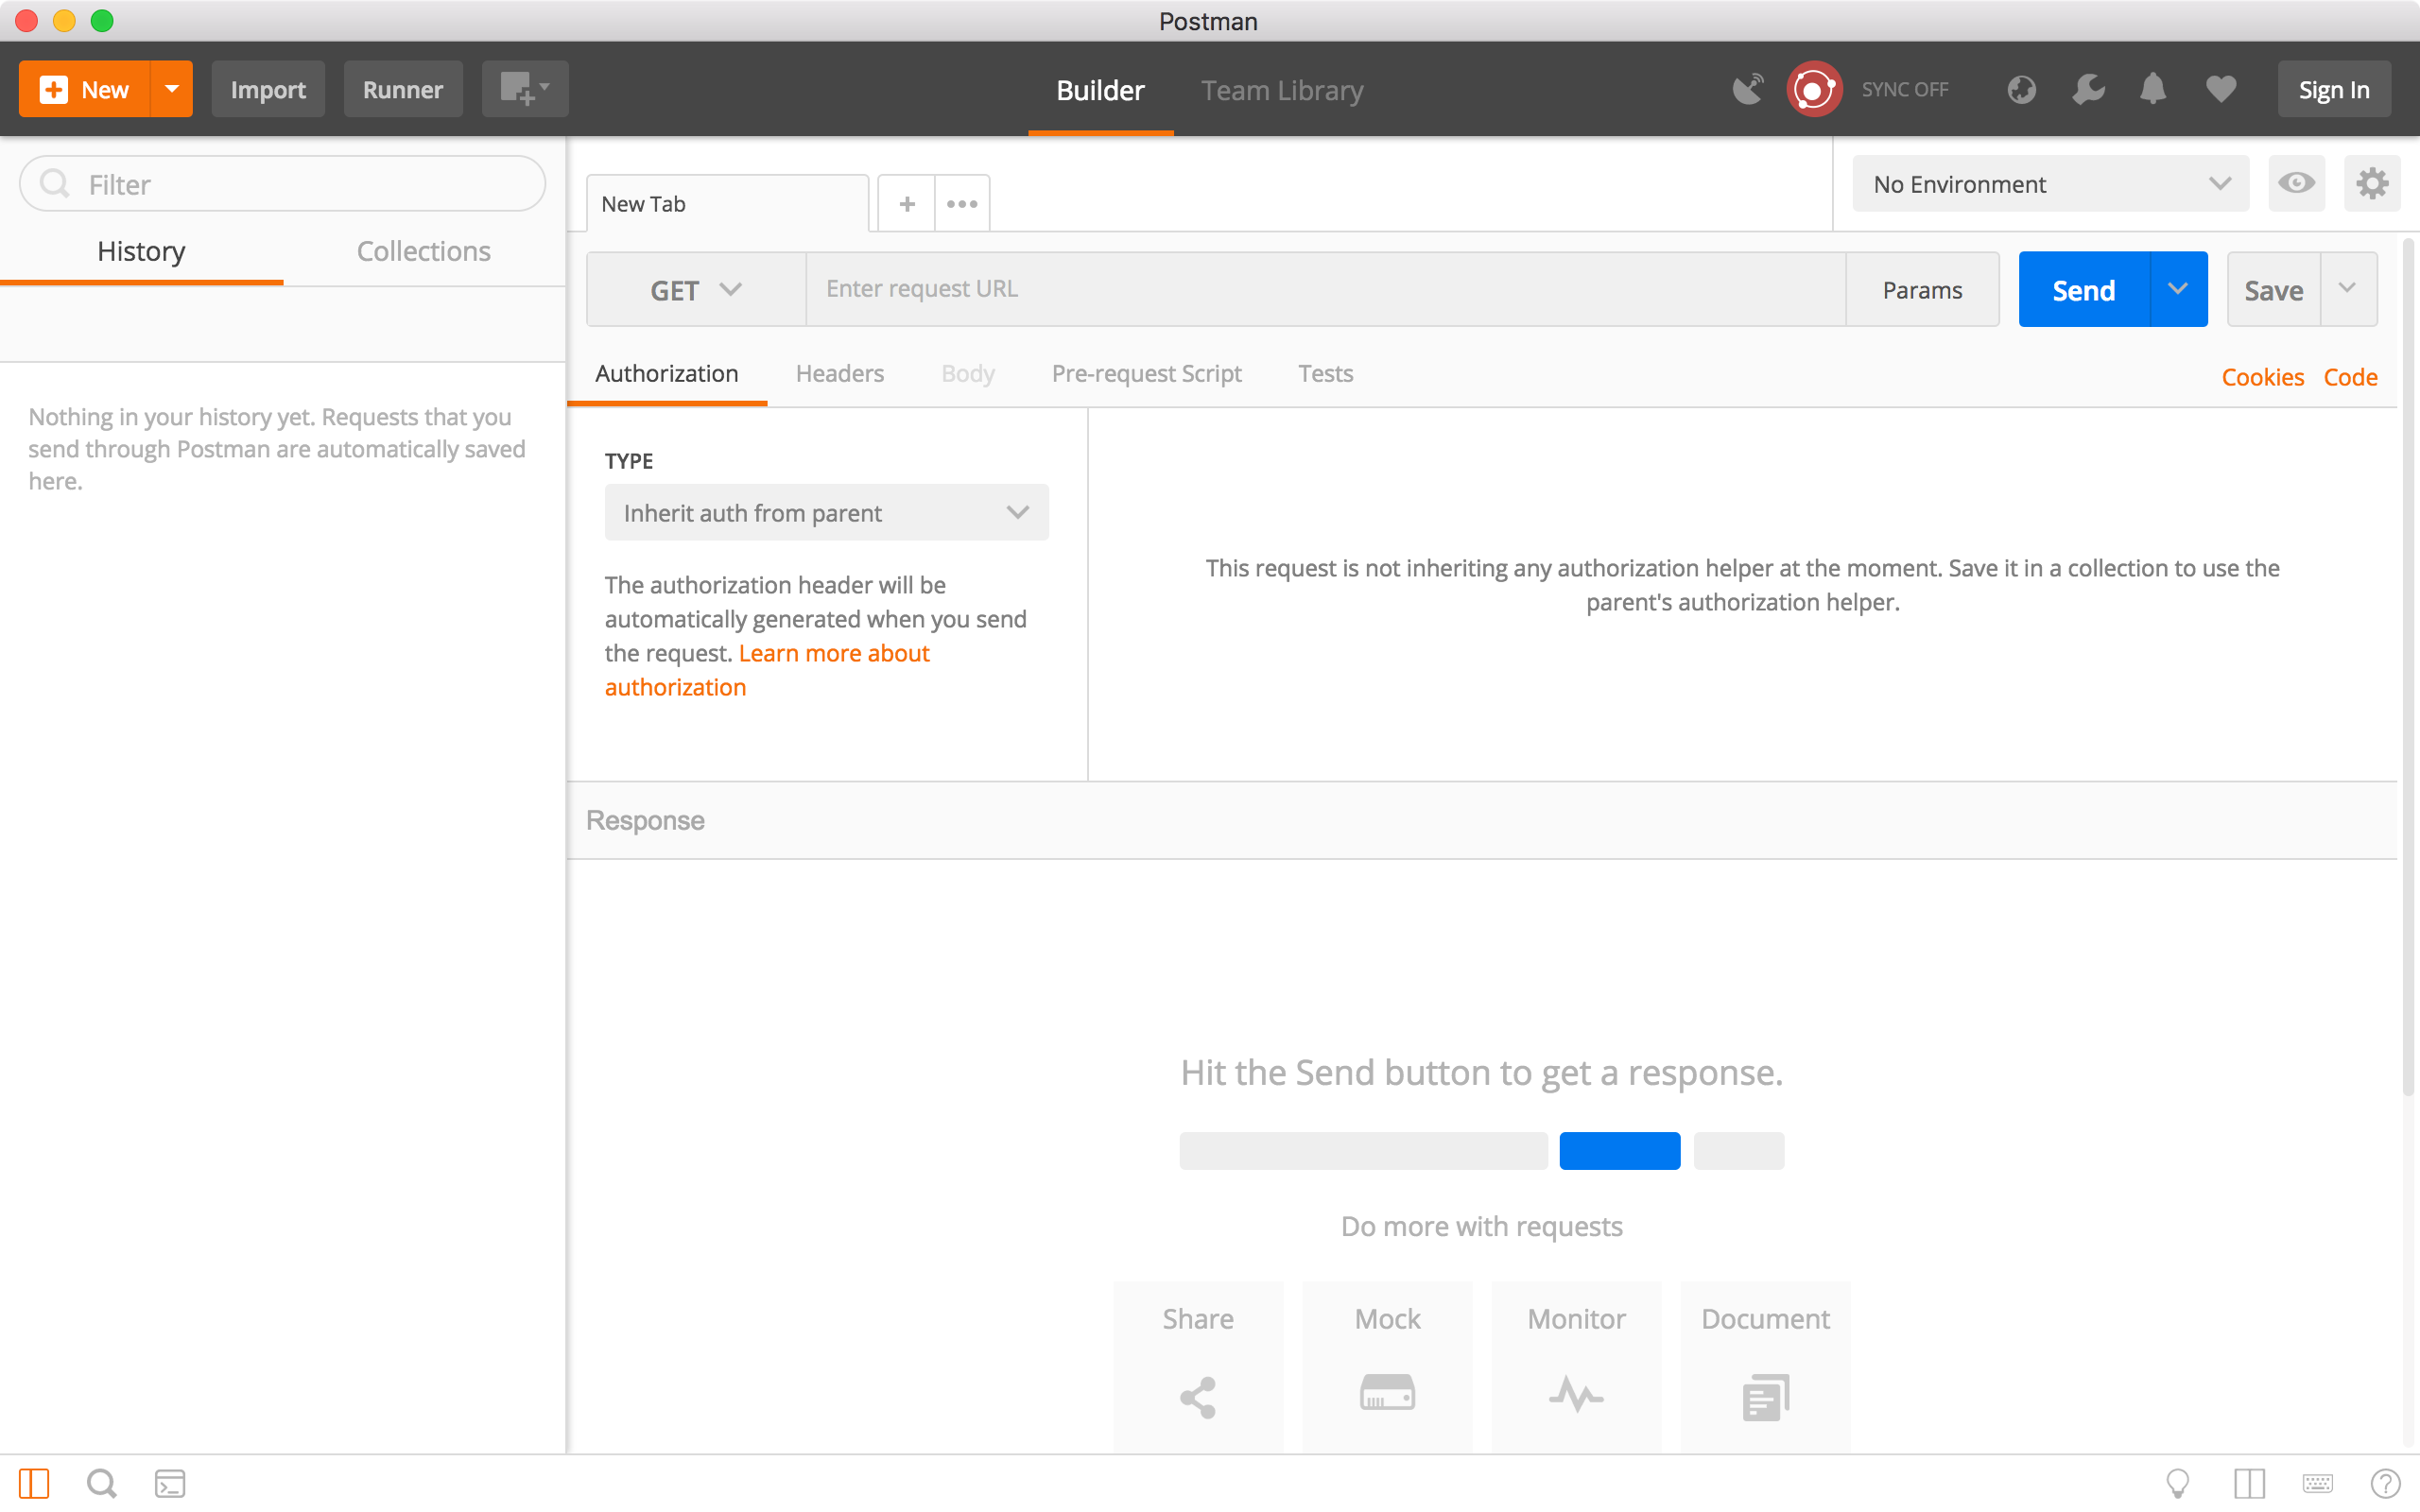 Postman
New
Import
Runner
Builder
Team Library
SYNC OFF
Sign In
Filter
History
Collections
Nothing in your history yet. Requests that you
send through Postman are automatically saved
here.
New Tab
No Environment
GET
Enter request URL
Params
Send
Save
Authorization
Headers
Body
Pre-request Script
Tests
Cookies
Code
TYPE
Inherit auth from parent
The authorization header will be
automatically generated when you send
the request. Learn more about
authorization
This request is not inheriting any authorization helper at the moment. Save it in a collection to use the
parent's authorization helper.
Response
Hit the Send button to get a response.
Do more with requests
Share
Mock
Monitor
Document